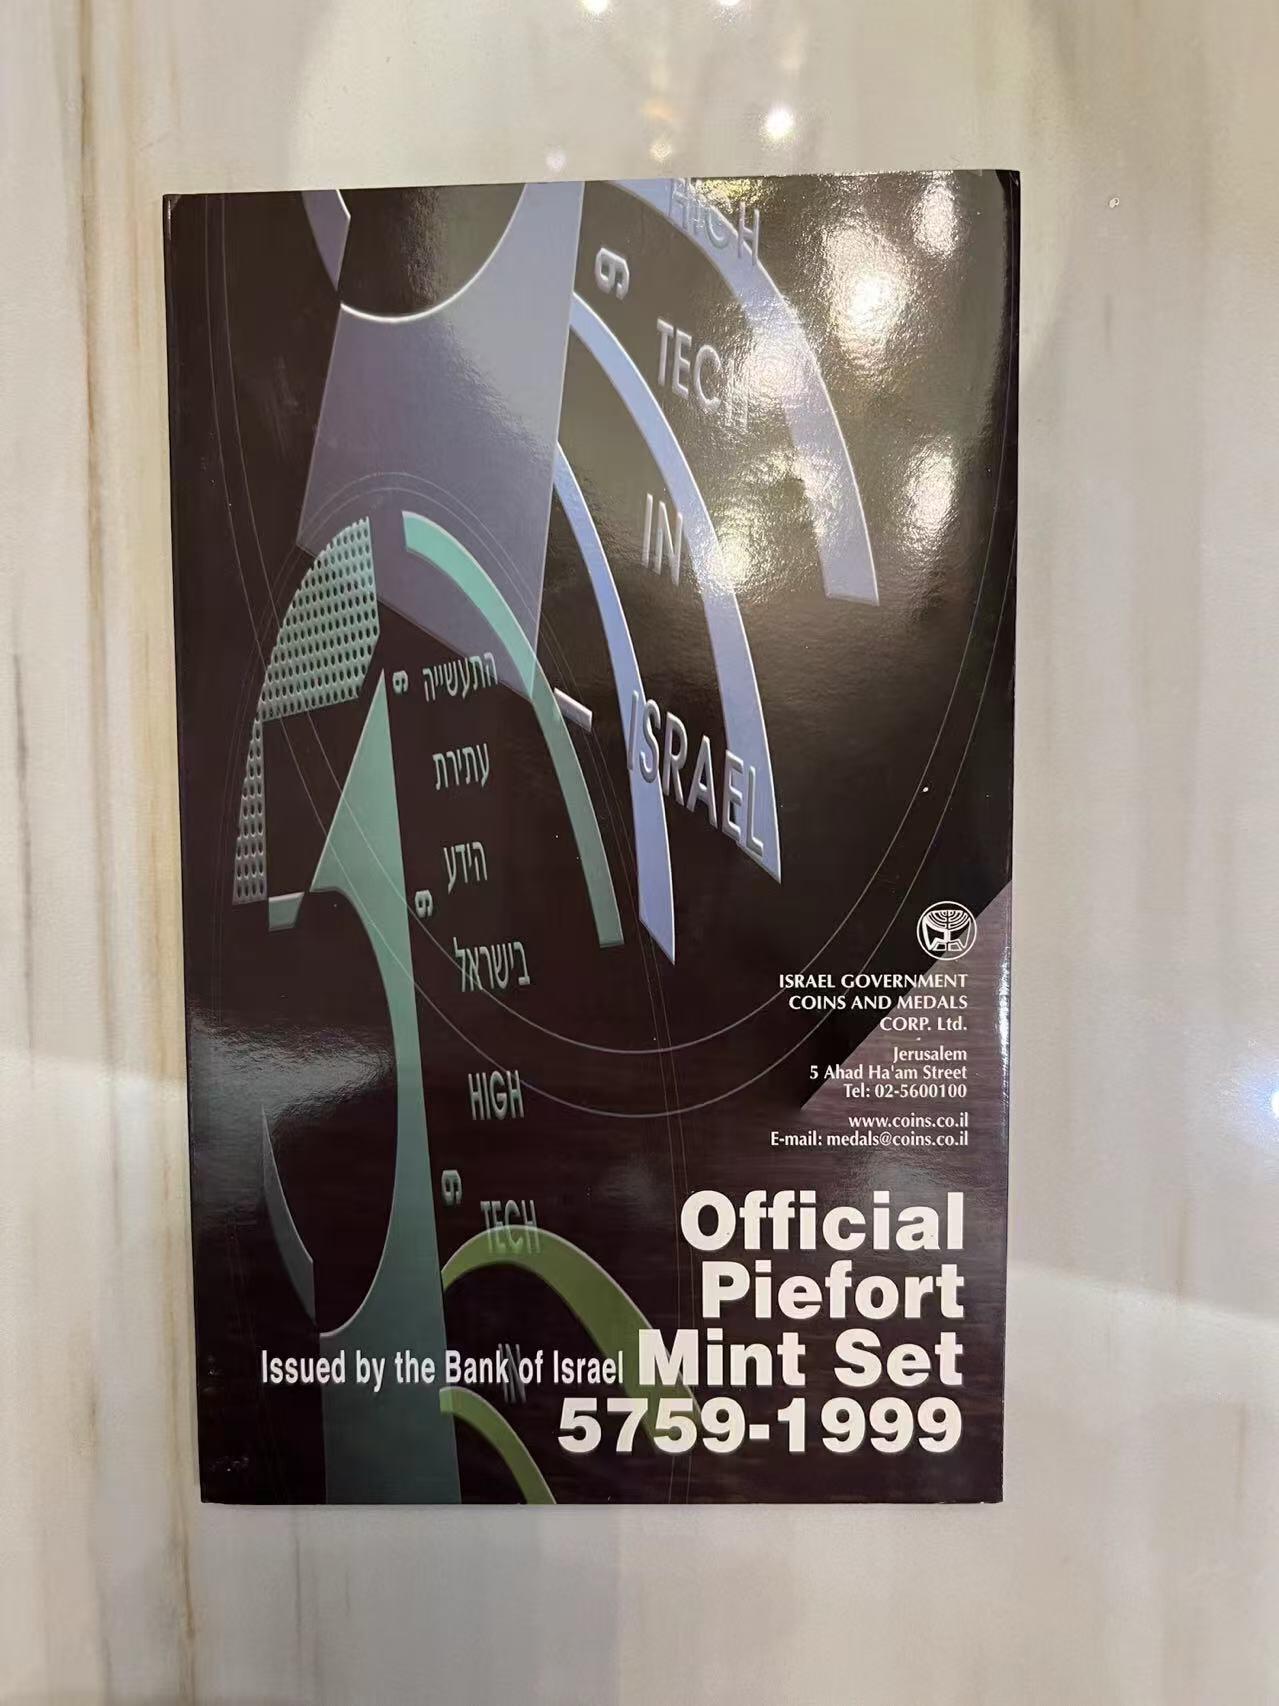 HIGH
TECH
IN
ISRAEL
התעשייה
עתירת
הידע
בישראל
HIGH
TECH
IN
ISRAEL GOVERNMENT
COINS AND MEDALS
CORP. Ltd.
Jerusalem
5 Ahad Ha'am Street
Tel: 02-5600100
www.coins.co.il
E-mail: medals@coins.co.il
Official
Piefort
Issued by the Bank of Israel Mint Set
5759-1999